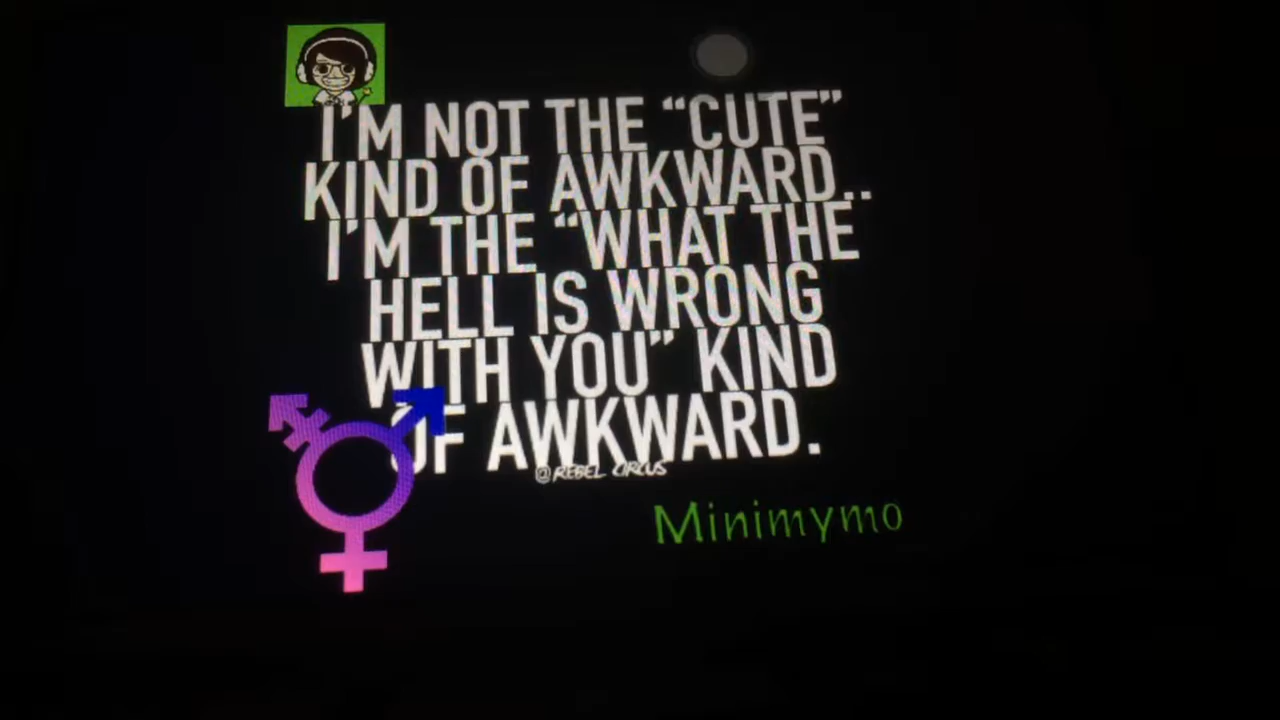 I'M NOT THE “CUTE”
KIND OF AWKWARD..
I'M THE “WHAT THE
HELL IS WRONG
WITH YOU” KIND
OF AWKWARD.
@REBEL CIRCUS
Minimymo